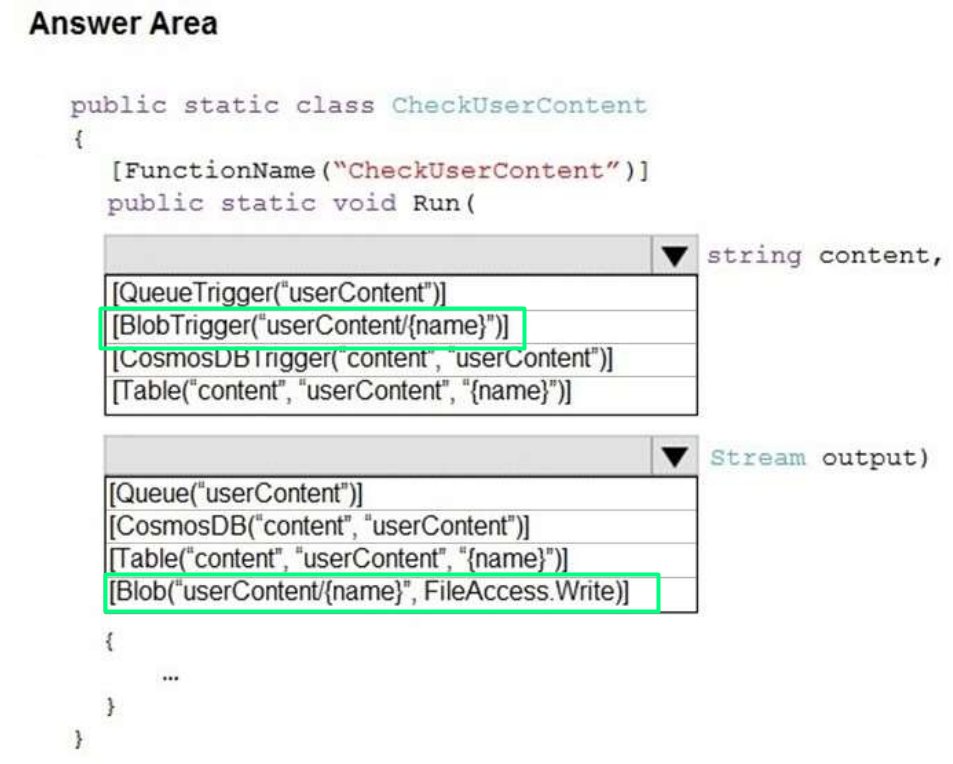 Answer Area
public static class CheckUserContent
{
[FunctionName(“CheckUserContent”)]
public static void Run(
string content,
[QueueTrigger(“userContent”)]
[BlobTrigger(“userContent/{name}”)]
[CosmosDBTrigger(“content”, “userContent”)]
[Table(“content”, “userContent”, “{name}”)]
Stream output)
[Queue(“userContent”)]
[CosmosDB(“content”, “userContent”)]
[Table(“content”, “userContent”, “{name}”)]
[Blob(“userContent/{name}”, FileAccess.Write)]
{
...
}
}